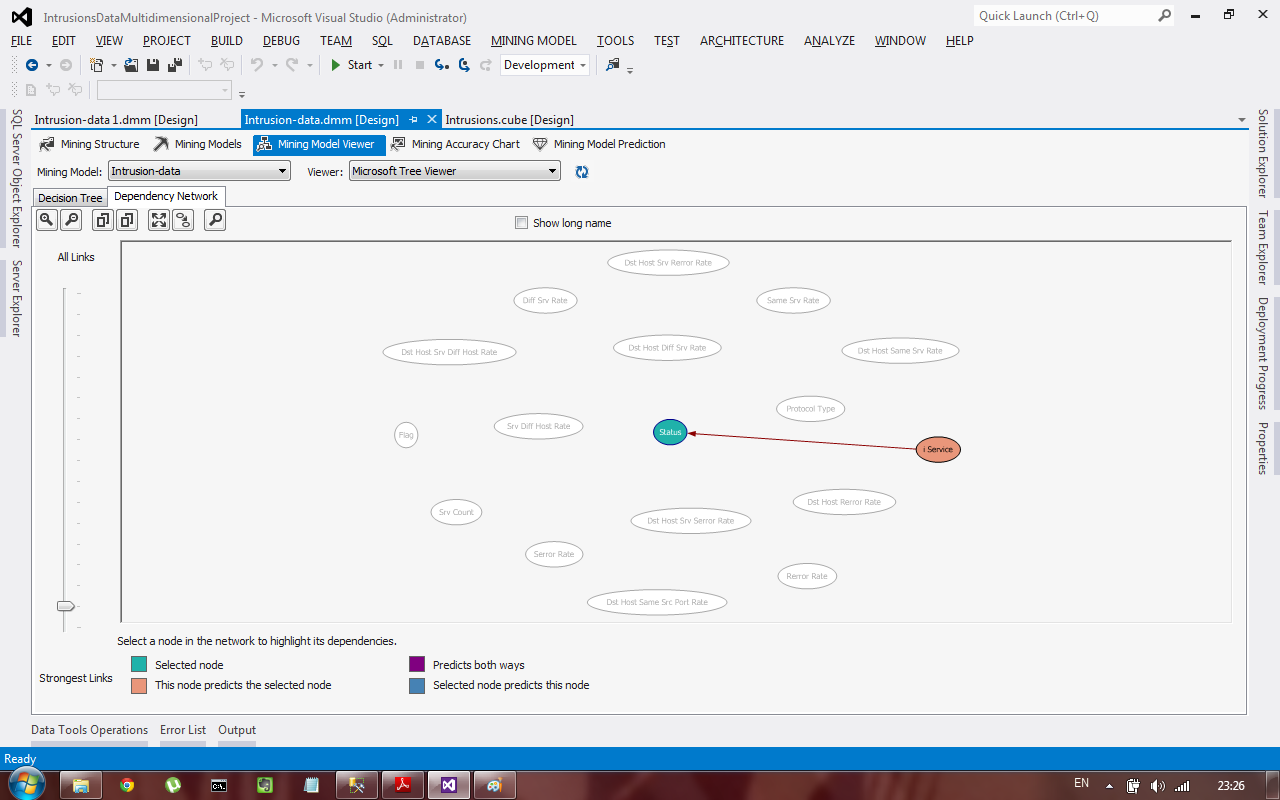 IntrusionsDataMultidimensionalProject - Microsoft Visual Studio (Administrator)
Quick Launch (Ctrl+Q)
FILE EDIT VIEW PROJECT BUILD DEBUG TEAM SQL DATABASE MINING MODEL TOOLS TEST ARCHITECTURE ANALYZE WINDOW HELP
Start Development
SQL Server Object Explorer
Server Explorer
Intrusion-data 1.dmm [Design] Intrusion-data.dmm [Design] Intrusions.cube [Design]
Mining Structure Mining Models Mining Model Viewer Mining Accuracy Chart Mining Model Prediction
Mining Model: Intrusion-data Viewer: Microsoft Tree Viewer
Decision Tree Dependency Network
Show long name
All Links
Dst Host Srv Rerror Rate
Diff Srv Rate
Same Srv Rate
Dst Host Srv Diff Host Rate
Dst Host Diff Srv Rate
Dst Host Same Srv Rate
Protocol Type
Srv Diff Host Rate
Flag
Status
i Service
Dst Host Rerror Rate
Srv Count
Dst Host Srv Serror Rate
Serror Rate
Rerror Rate
Dst Host Same Src Port Rate
Select a node in the network to highlight its dependencies.
Selected node
Predicts both ways
Strongest Links
This node predicts the selected node
Selected node predicts this node
Solution Explorer
Team Explorer
Deployment Progress
Properties
Data Tools Operations Error List Output
Ready
C:\.
EN
23:26